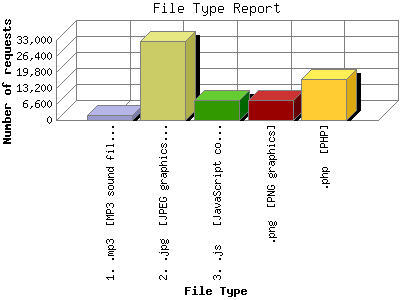 File Type Report
Number of requests
33,000
26,400
19,800
13,200
6,600
0
1. .mp3 [MP3 sound fil...
2. .jpg [JPEG graphics...
3. .js [JavaScript co...
.png [PNG graphics]
.php [PHP]
File Type